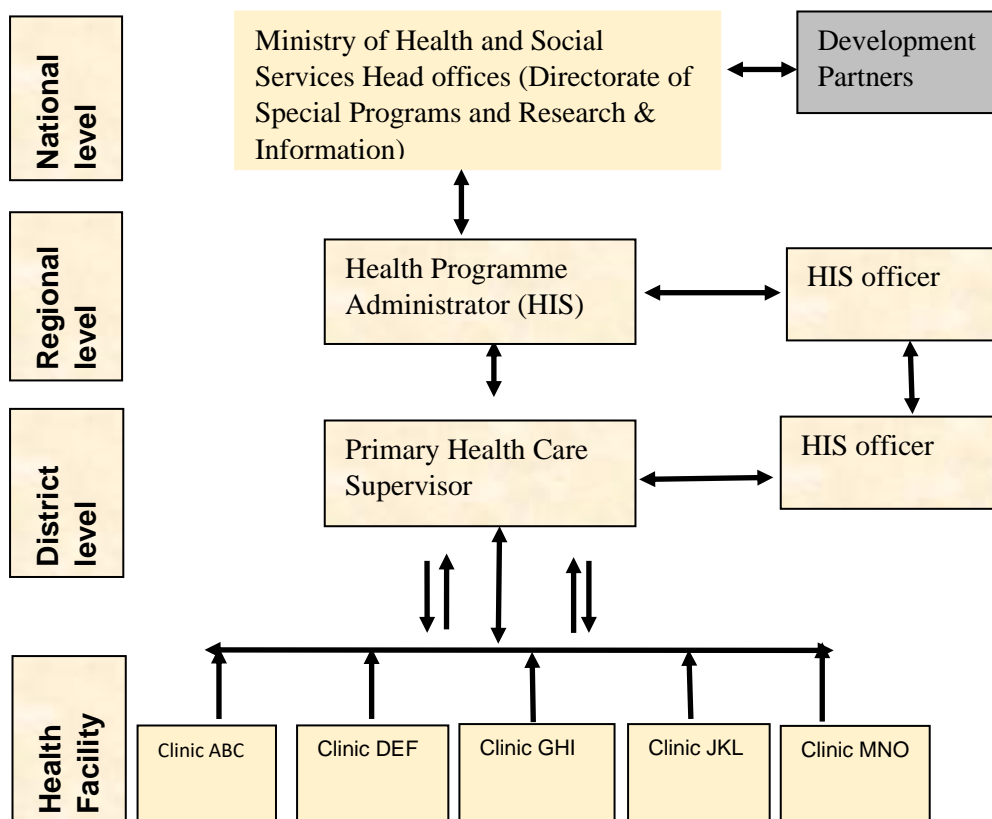 National
level
Ministry of Health and Social
Services Head offices (Directorate of
Special Programs and Research &
Information)
Development
Partners
Regional
level
Health Programme
Administrator (HIS)
HIS officer
District
level
Primary Health Care
Supervisor
HIS officer
Health
Facility
Clinic ABC
Clinic DEF
Clinic GHI
Clinic JKL
Clinic MNO